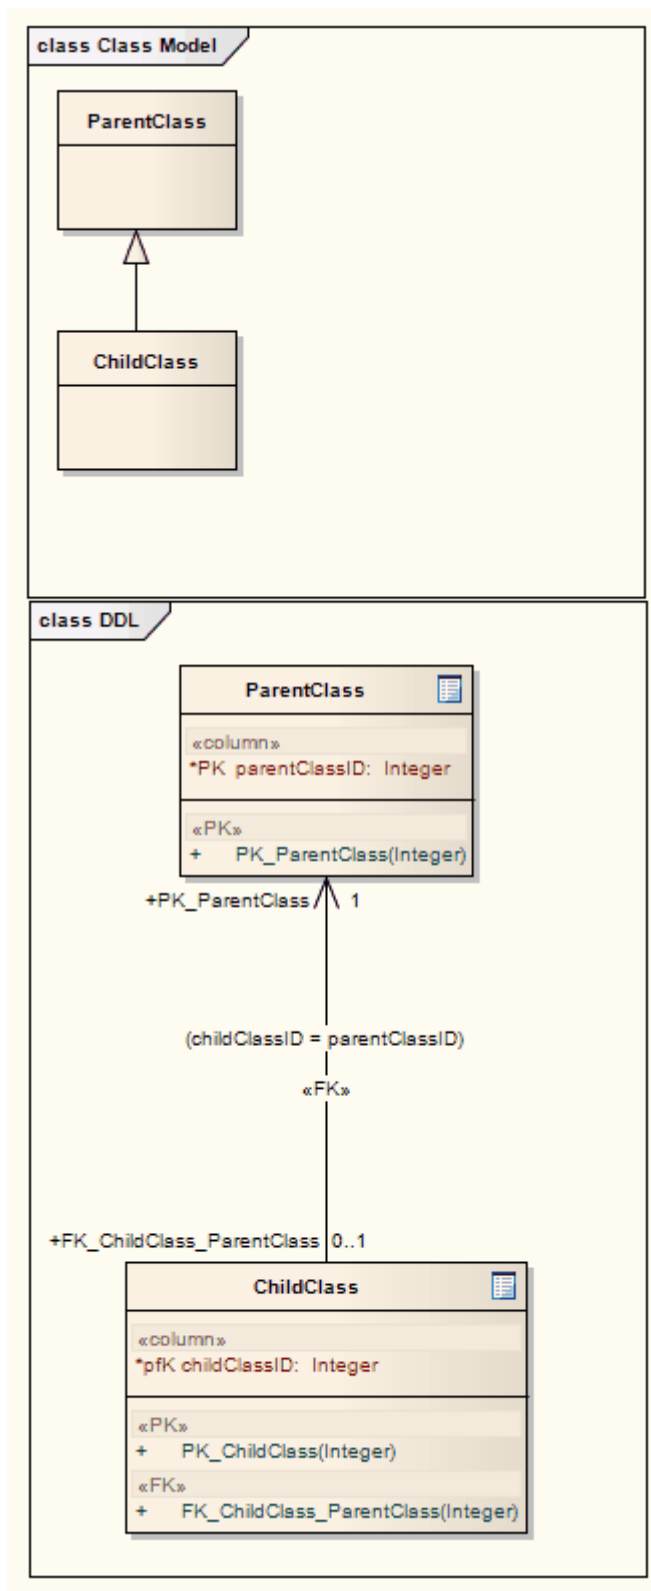 class Class Model
ParentClass
ChildClass
class DDL
ParentClass
«column»
*PK parentClassID: Integer
«PK»
+ PK_ParentClass(Integer)
+PK_ParentClass 1
(childClassID = parentClassID)
«FK»
+FK_ChildClass_ParentClass 0..1
ChildClass
«column»
*pfK childClassID: Integer
«PK»
+ PK_ChildClass(Integer)
«FK»
+ FK_ChildClass_ParentClass(Integer)